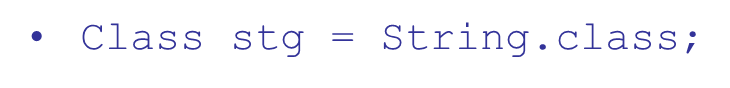 • Class stg = String.class;